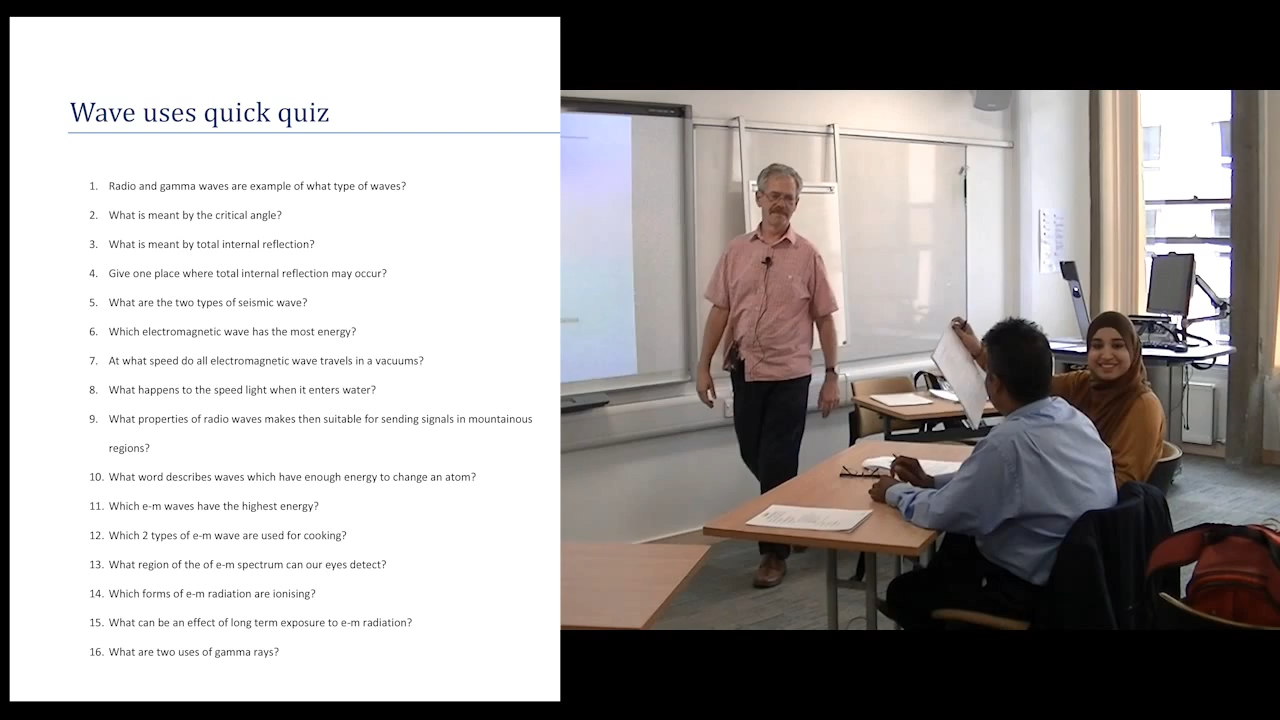 Wave uses quick quiz
1. Radio and gamma waves are example of what type of waves?
2. What is meant by the critical angle?
3. What is meant by total internal reflection?
4. Give one place where total internal reflection may occur?
5. What are the two types of seismic wave?
6. Which electromagnetic wave has the most energy?
7. At what speed do all electromagnetic wave travels in a vacuums?
8. What happens to the speed light when it enters water?
9. What properties of radio waves makes then suitable for sending signals in mountainous
regions?
10. What word describes waves which have enough energy to change an atom?
11. Which e-m waves have the highest energy?
12. Which 2 types of e-m wave are used for cooking?
13. What region of the of e-m spectrum can our eyes detect?
14. Which forms of e-m radiation are ionising?
15. What can be an effect of long term exposure to e-m radiation?
16. What are two uses of gamma rays?